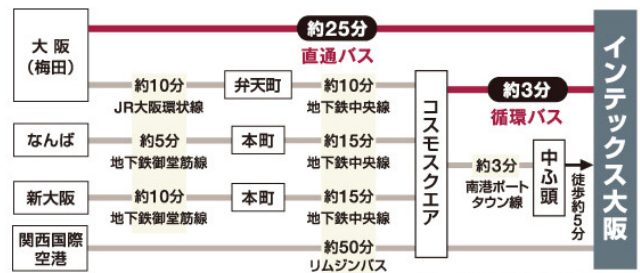 大阪
(梅田)
約25分
直通バス
約10分
JR大阪環状線
弁天町
約10分
地下鉄中央線
なんば
約5分
地下鉄御堂筋線
本町
約15分
地下鉄中央線
新大阪
約10分
地下鉄御堂筋線
本町
約15分
地下鉄中央線
関西国際
空港
約50分
リムジンバス
コスモスクエア
約3分
循環バス
約3分
南港ポート
タウン線
中ふ頭
徒歩約5分
インテックス大阪